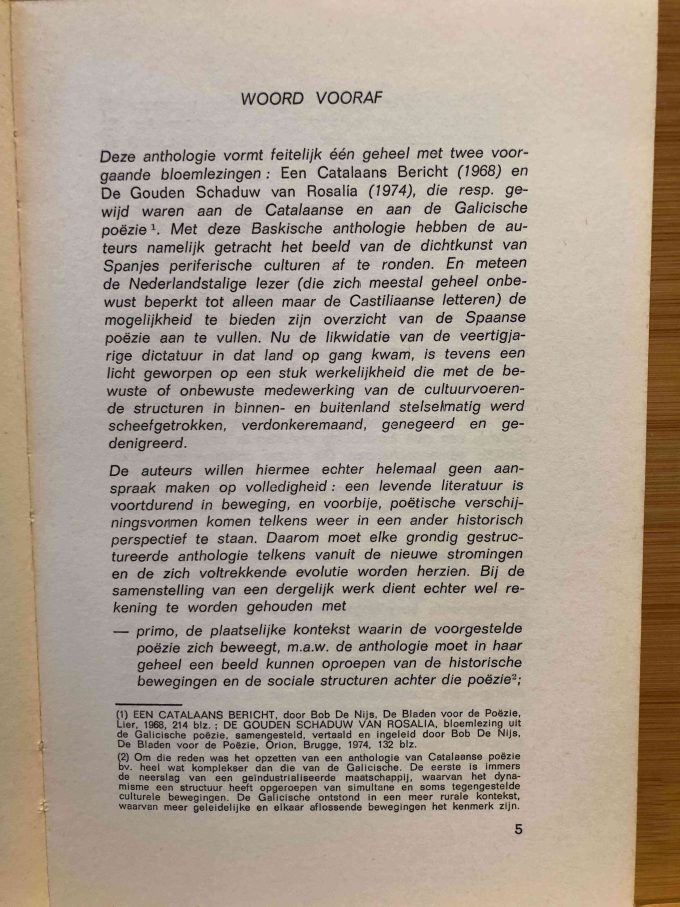 WOORD VOORAF
Deze anthologie vormt feitelijk één geheel met twee voor-
gaande bloemlezingen : Een Catalaans Bericht (1968) en
De Gouden Schaduw van Rosalía (1974), die resp. ge-
wijd waren aan de Catalaanse en aan de Galicische
poëzie ¹. Met deze Baskische anthologie hebben de au-
teurs namelijk getracht het beeld van de dichtkunst van
Spanjes periferische culturen af te ronden. En meteen
de Nederlandstalige lezer (die zich meestal geheel onbe-
wust beperkt tot alleen maar de Castiliaanse letteren) de
mogelijkheid te bieden zijn overzicht van de Spaanse
poëzie aan te vullen. Nu de likwidatie van de veertigja-
rige dictatuur in dat land op gang kwam, is tevens een
licht geworpen op een stuk werkelijkheid die met de be-
wuste of onbewuste medewerking van de cultuurvoeren-
de structuren in binnen- en buitenland stelselmatig werd
scheefgetrokken, verdonkeremaand, genegeerd en ge-
denigreerd.
De auteurs willen hiermee echter helemaal geen aan-
spraak maken op volledigheid : een levende literatuur is
voortdurend in beweging, en voorbije, poëtische verschij-
ningsvormen komen telkens weer in een ander historisch
perspectief te staan. Daarom moet elke grondig gestruc-
tureerde anthologie telkens vanuit de nieuwe stromingen
en de zich voltrekkende evolutie worden herzien. Bij de
samenstelling van een dergelijk werk dient echter wel re-
kening te worden gehouden met
— primo, de plaatselijke kontekst waarin de voorgestelde
poëzie zich beweegt, m.a.w. de anthologie moet in haar
geheel een beeld kunnen oproepen van de historische
bewegingen en de sociale structuren achter die poëzie²;
(1) EEN CATALAANS BERICHT, door Bob De Nijs, De Bladen voor de Poëzie,
Lier, 1968, 214 blz. ; DE GOUDEN SCHADUW VAN ROSALIA, bloemlezing uit
de Galicische poëzie, samengesteld, vertaald en ingeleid door Bob De Nijs,
De Bladen voor de Poëzie, Orion, Brugge, 1974, 132 blz.
(2) Om die reden was het opzetten van een anthologie van Catalaanse poëzie
bv. heel wat komplekser dan die van de Galicische. De eerste is immers
de neerslag van een geïndustrialiseerde maatschappij, waarvan het dyna-
misme een structuur heeft opgeroepen van simultane en soms tegengestelde
culturele bewegingen. De Galicische ontstond in een meer rurale kontekst,
waarvan meer geleidelijke en elkaar aflossende bewegingen het kenmerk zijn.
5